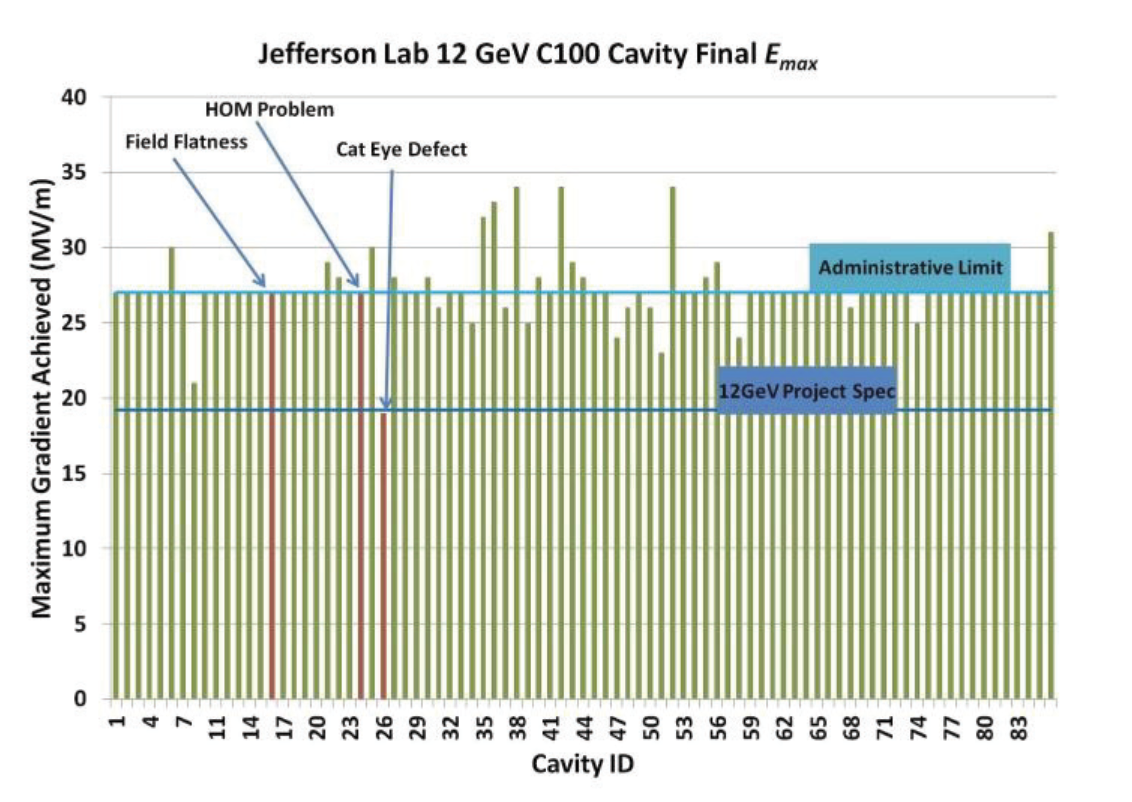 Jefferson Lab 12 GeV C100 Cavity Final Emax
Maximum Gradient Achieved (MV/m)
40
35
30
25
20
15
10
5
0
HOM Problem
Field Flatness
Cat Eye Defect
Administrative Limit
12GeV Project Spec
1 4 7 11 14 17 20 23 26 29 32 35 38 41 44 47 50 53 56 59 62 65 68 71 74 77 80 83
Cavity ID